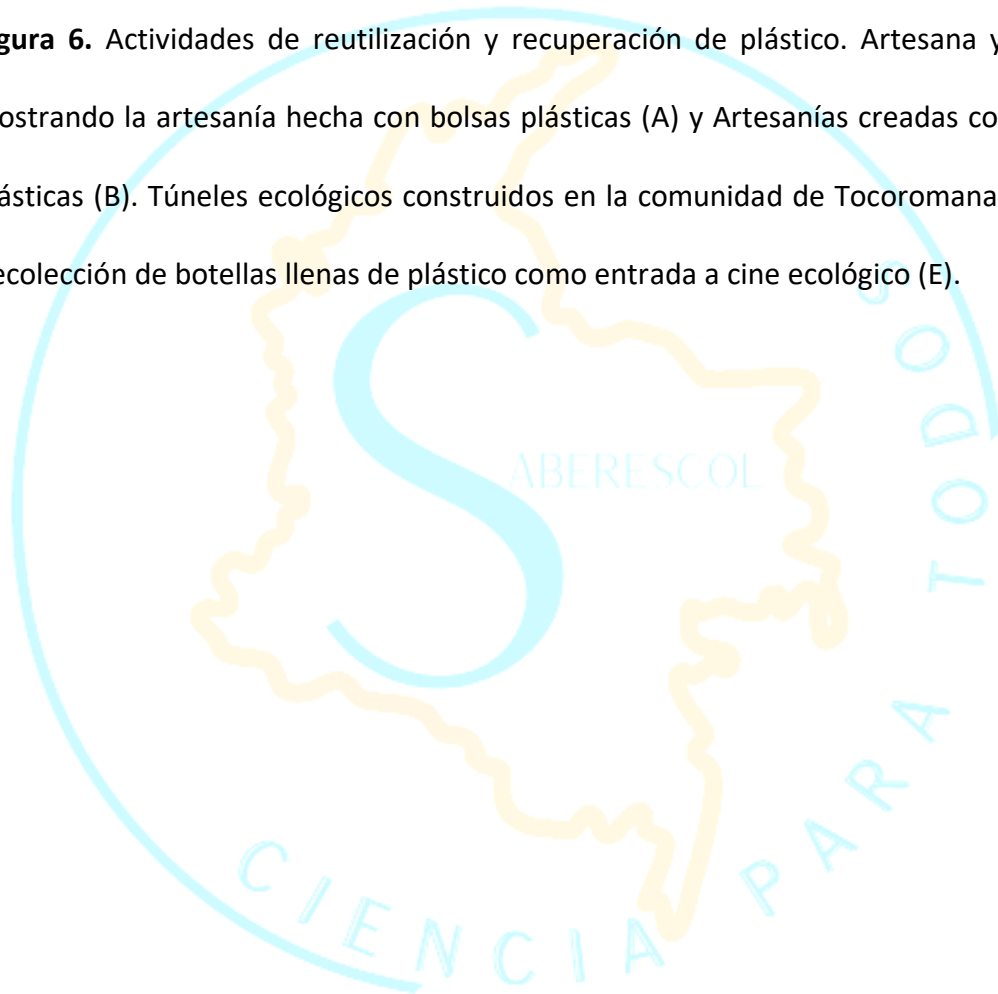 gura 6. Actividades de reutilización y recuperación de plástico. Artesana y
ostrando la artesanía hecha con bolsas plásticas (A) y Artesanías creadas co
ásticas (B). Túneles ecológicos construidos en la comunidad de Tocoromana
ecolección de botellas llenas de plástico como entrada a cine ecológico (E).
SABERESCOL
CIENCIA PARA TODOS